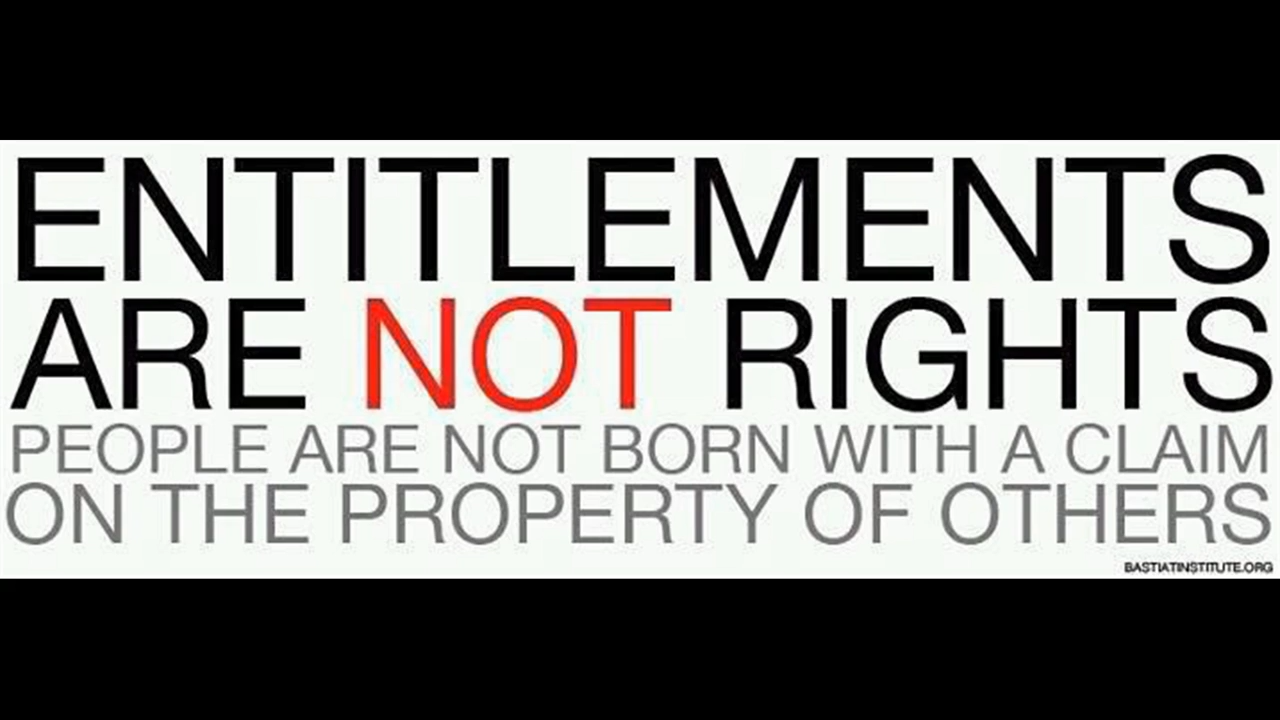 ENTITLEMENTS
ARE NOT RIGHTS
PEOPLE ARE NOT BORN WITH A CLAIM
ON THE PROPERTY OF OTHERS
BASTIATINSTITUTE.ORG